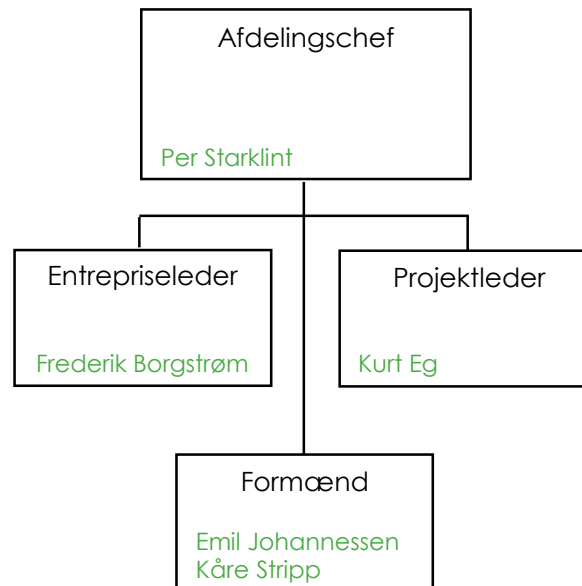 Afdelingschef
Per Starklint
Entrepriseleder
Frederik Borgstrøm
Projektleder
Kurt Eg
Formænd
Emil Johannessen
Kåre Stripp